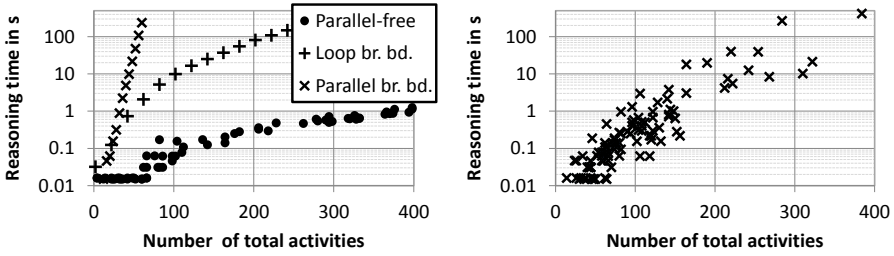 Reasoning time in s
100
10
1
0.1
0.01
0
100
200
300
400
Number of total activities
Parallel-free
Loop br. bd.
Parallel br. bd.
Reasoning time in s
100
10
1
0.1
0.01
0
100
200
300
400
Number of total activities